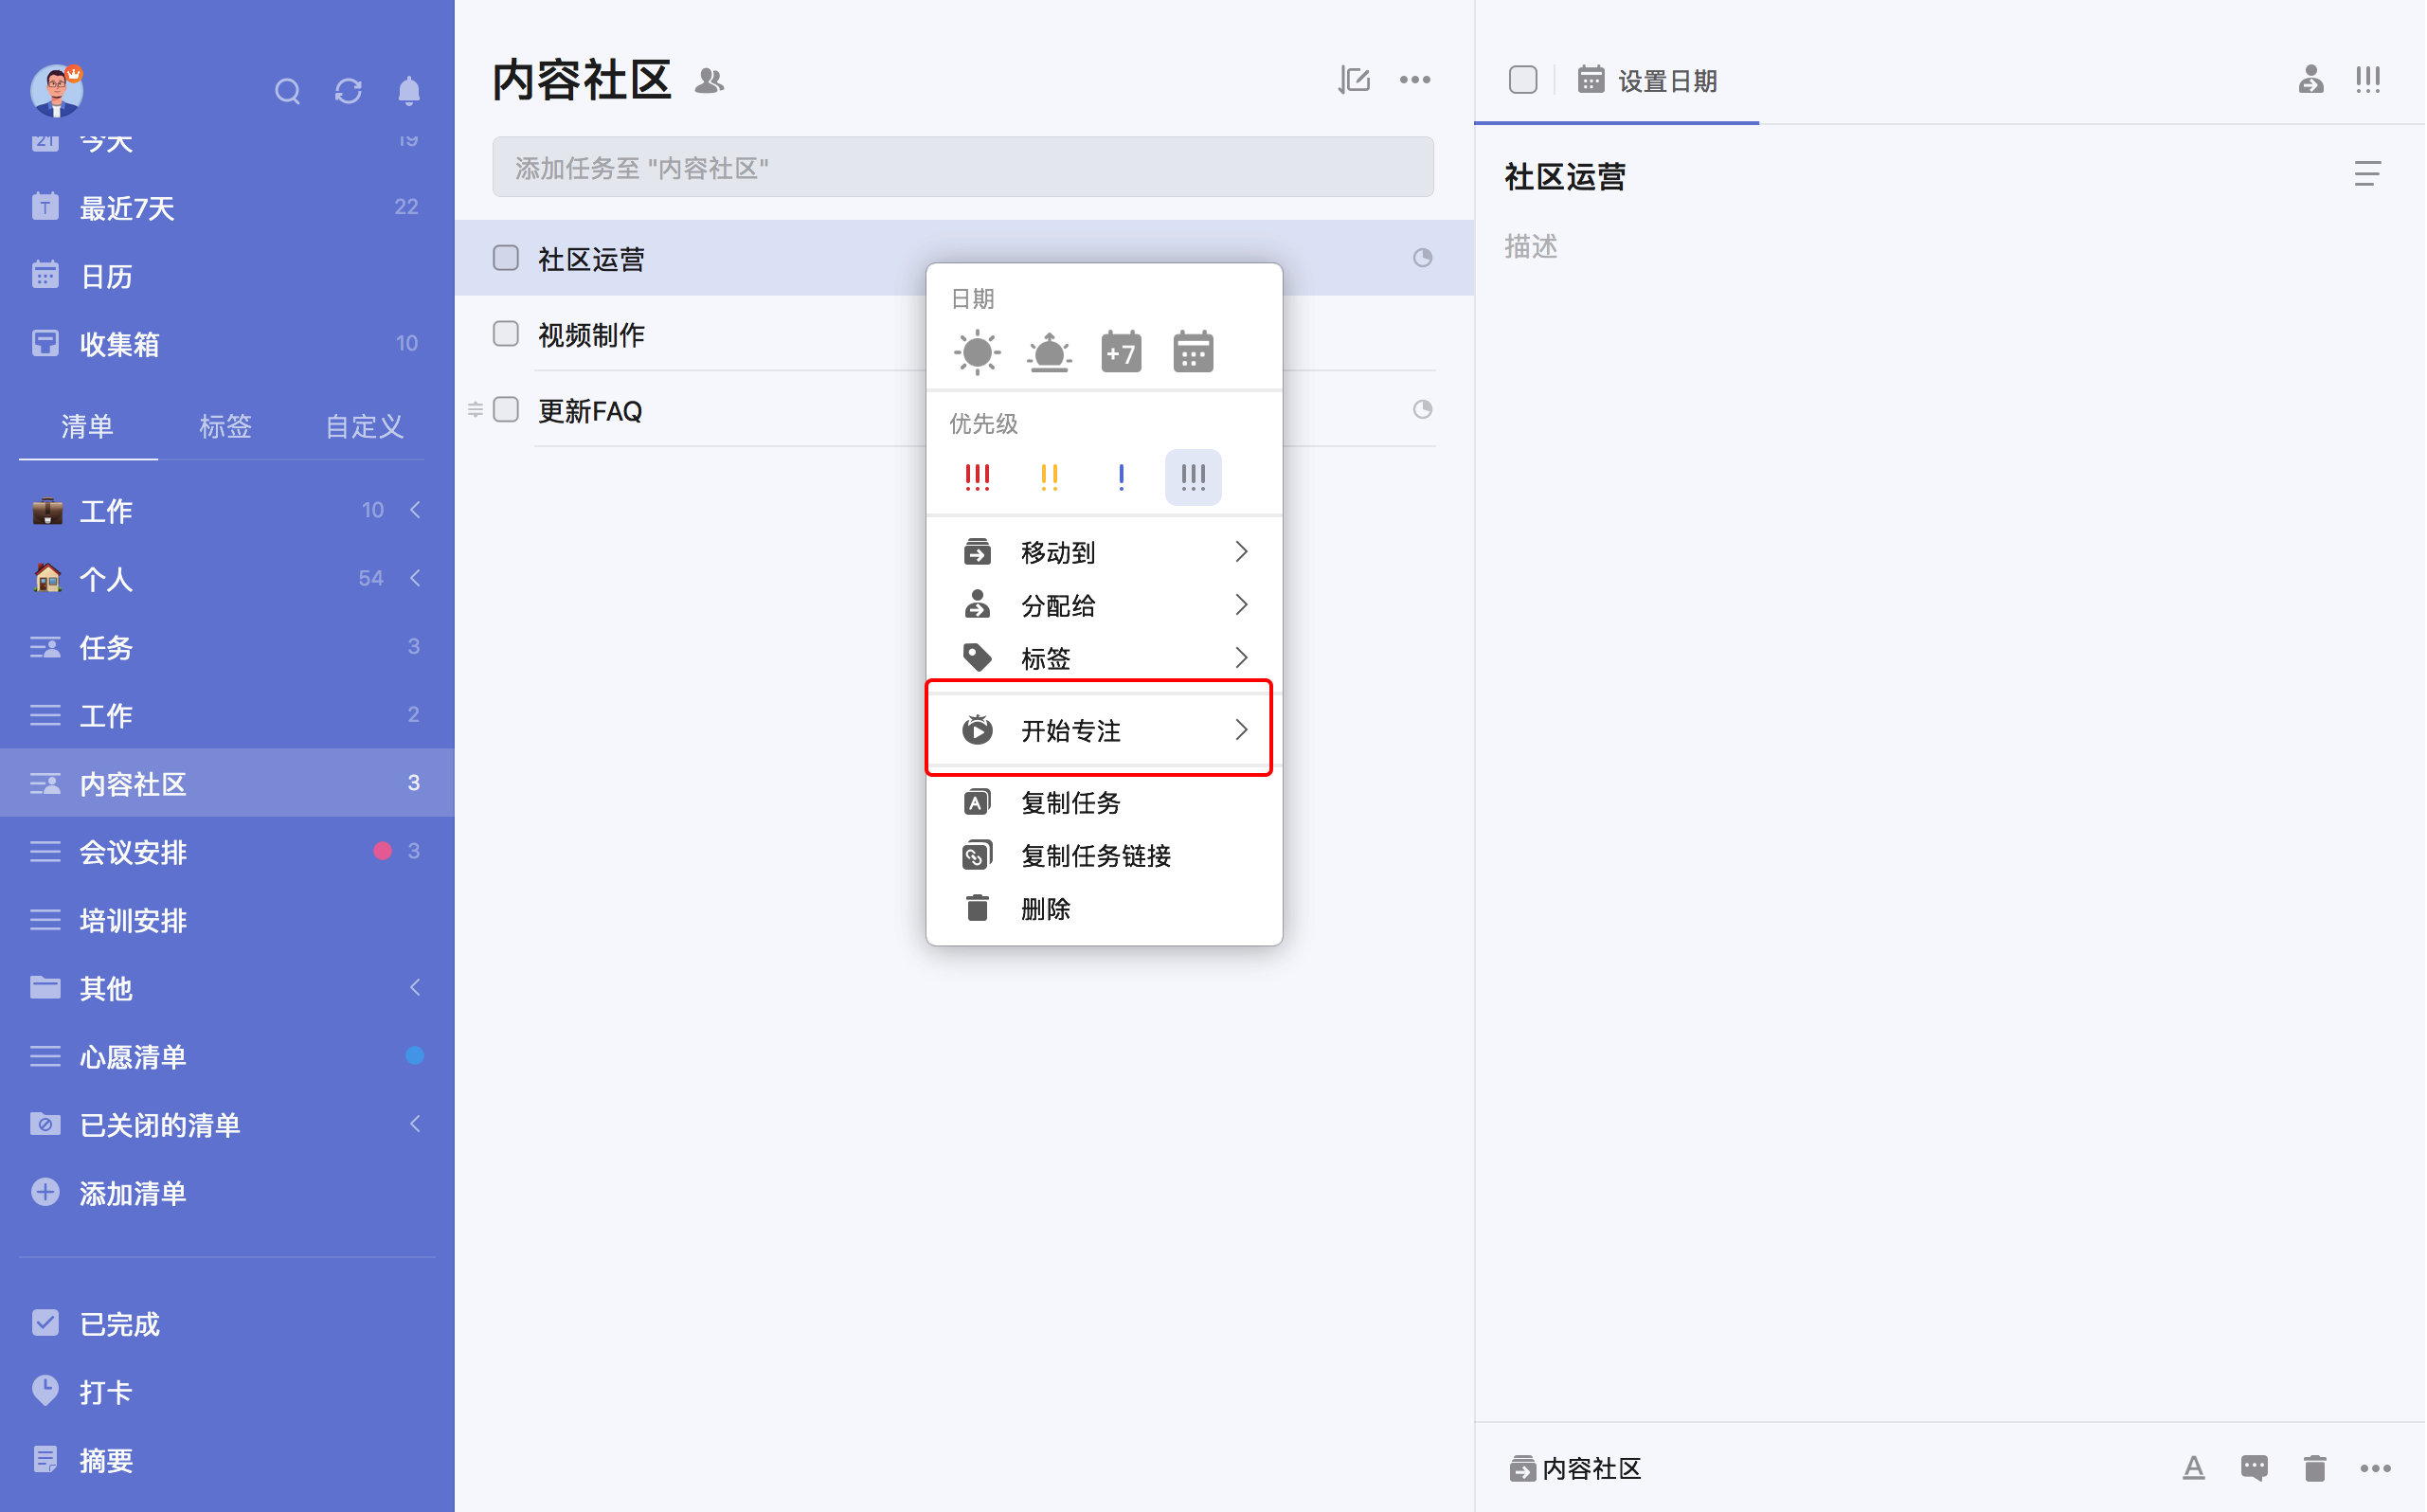 今天 19
最近7天 22
日历
收集箱 10
清单 标签 自定义
工作 10
个人 54
任务 3
工作 2
内容社区 3
会议安排 3
培训安排
其他
心愿清单
已关闭的清单
添加清单
已完成
打卡
摘要
内容社区
添加任务至 "内容社区"
社区运营
视频制作
更新FAQ
日期
+7
优先级
移动到
分配给
标签
开始专注
复制任务
复制任务链接
删除
设置日期
社区运营
描述
内容社区